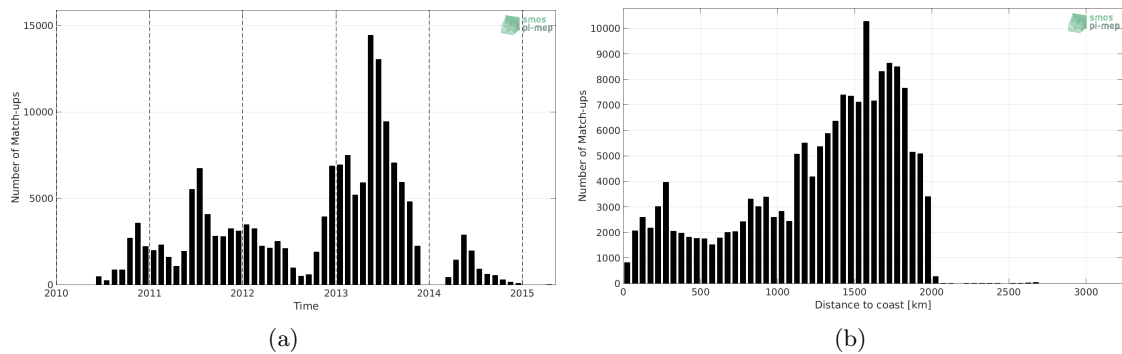 15000
10000
5000
0
Number of Match-ups
2010
2011
2012
2013
2014
2015
Time
smos
pi-mep
(a)
10000
9000
8000
7000
6000
5000
4000
3000
2000
1000
0
Number of Match-ups
0
500
1000
1500
2000
2500
3000
Distance to coast [km]
smos
pi-mep
(b)